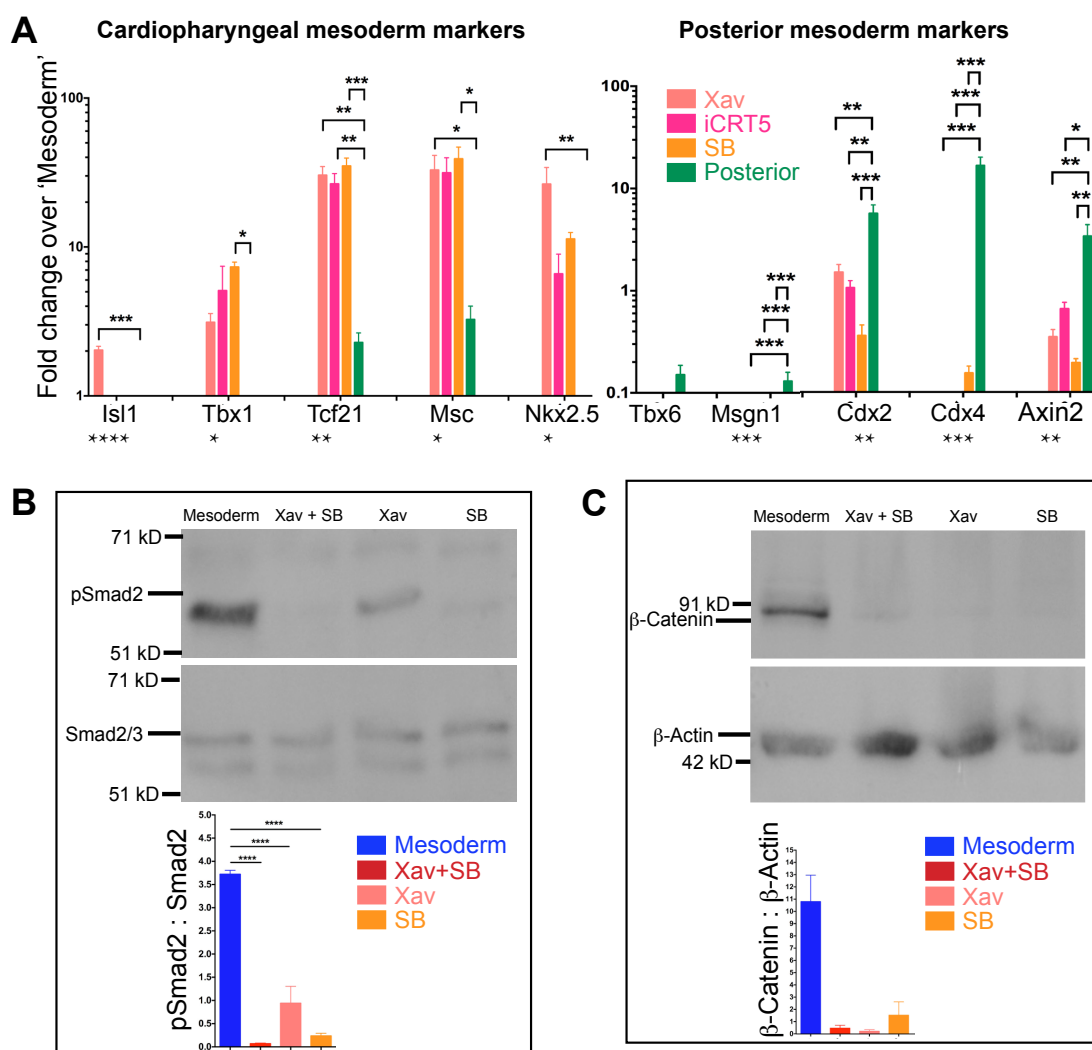 A
Cardiopharyngeal mesoderm markers
Posterior mesoderm markers
Fold change over 'Mesoderm'
100
10
1
***
*
***
**
**
*
*
**
Isl1 Tbx1 Tcf21 Msc Nkx2.5
**** * ** * *
100
10
1
0.1
Xav
iCRT5
SB
Posterior
***
***
***
**
**
***
***
***
***
*
**
**
Tbx6 Msgn1 Cdx2 Cdx4 Axin2
*** ** *** **
B
Mesoderm Xav + SB Xav SB
71 kD
pSmad2
51 kD
71 kD
Smad2/3
51 kD
pSmad2 : Smad2
5.0
4.5
4.0
3.5
3.0
2.5
2.0
1.5
1.0
0.5
0.0
****
****
****
Mesoderm
Xav+SB
Xav
SB
C
Mesoderm Xav + SB Xav SB
91 kD
β-Catenin
β-Actin
42 kD
β-Catenin : β-Actin
15
14
13
12
11
10
9
8
7
6
5
4
3
2
1
0
Mesoderm
Xav+SB
Xav
SB